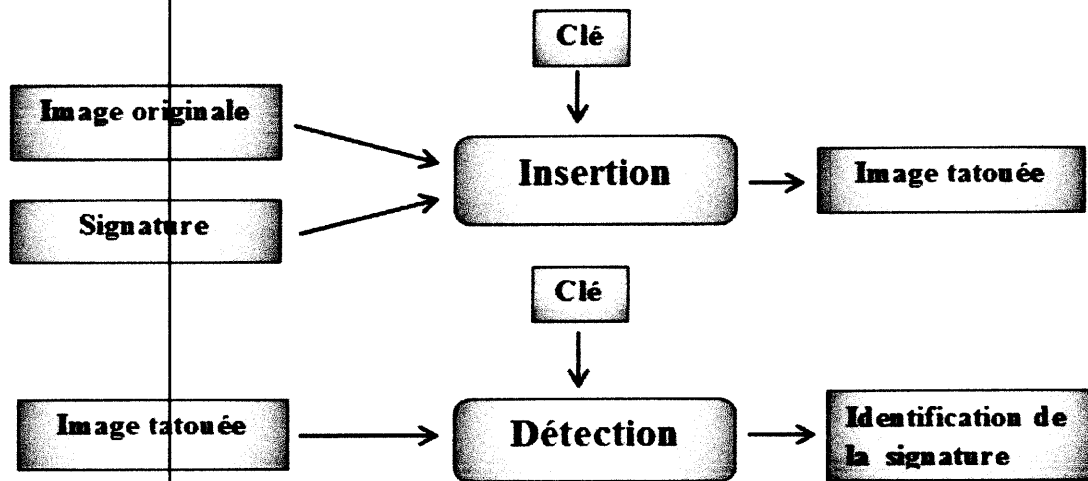 Clé
Image originale
Insertion
Image tatouée
Signature
Clé
Image tatouée
Détection
Identification de
la signature